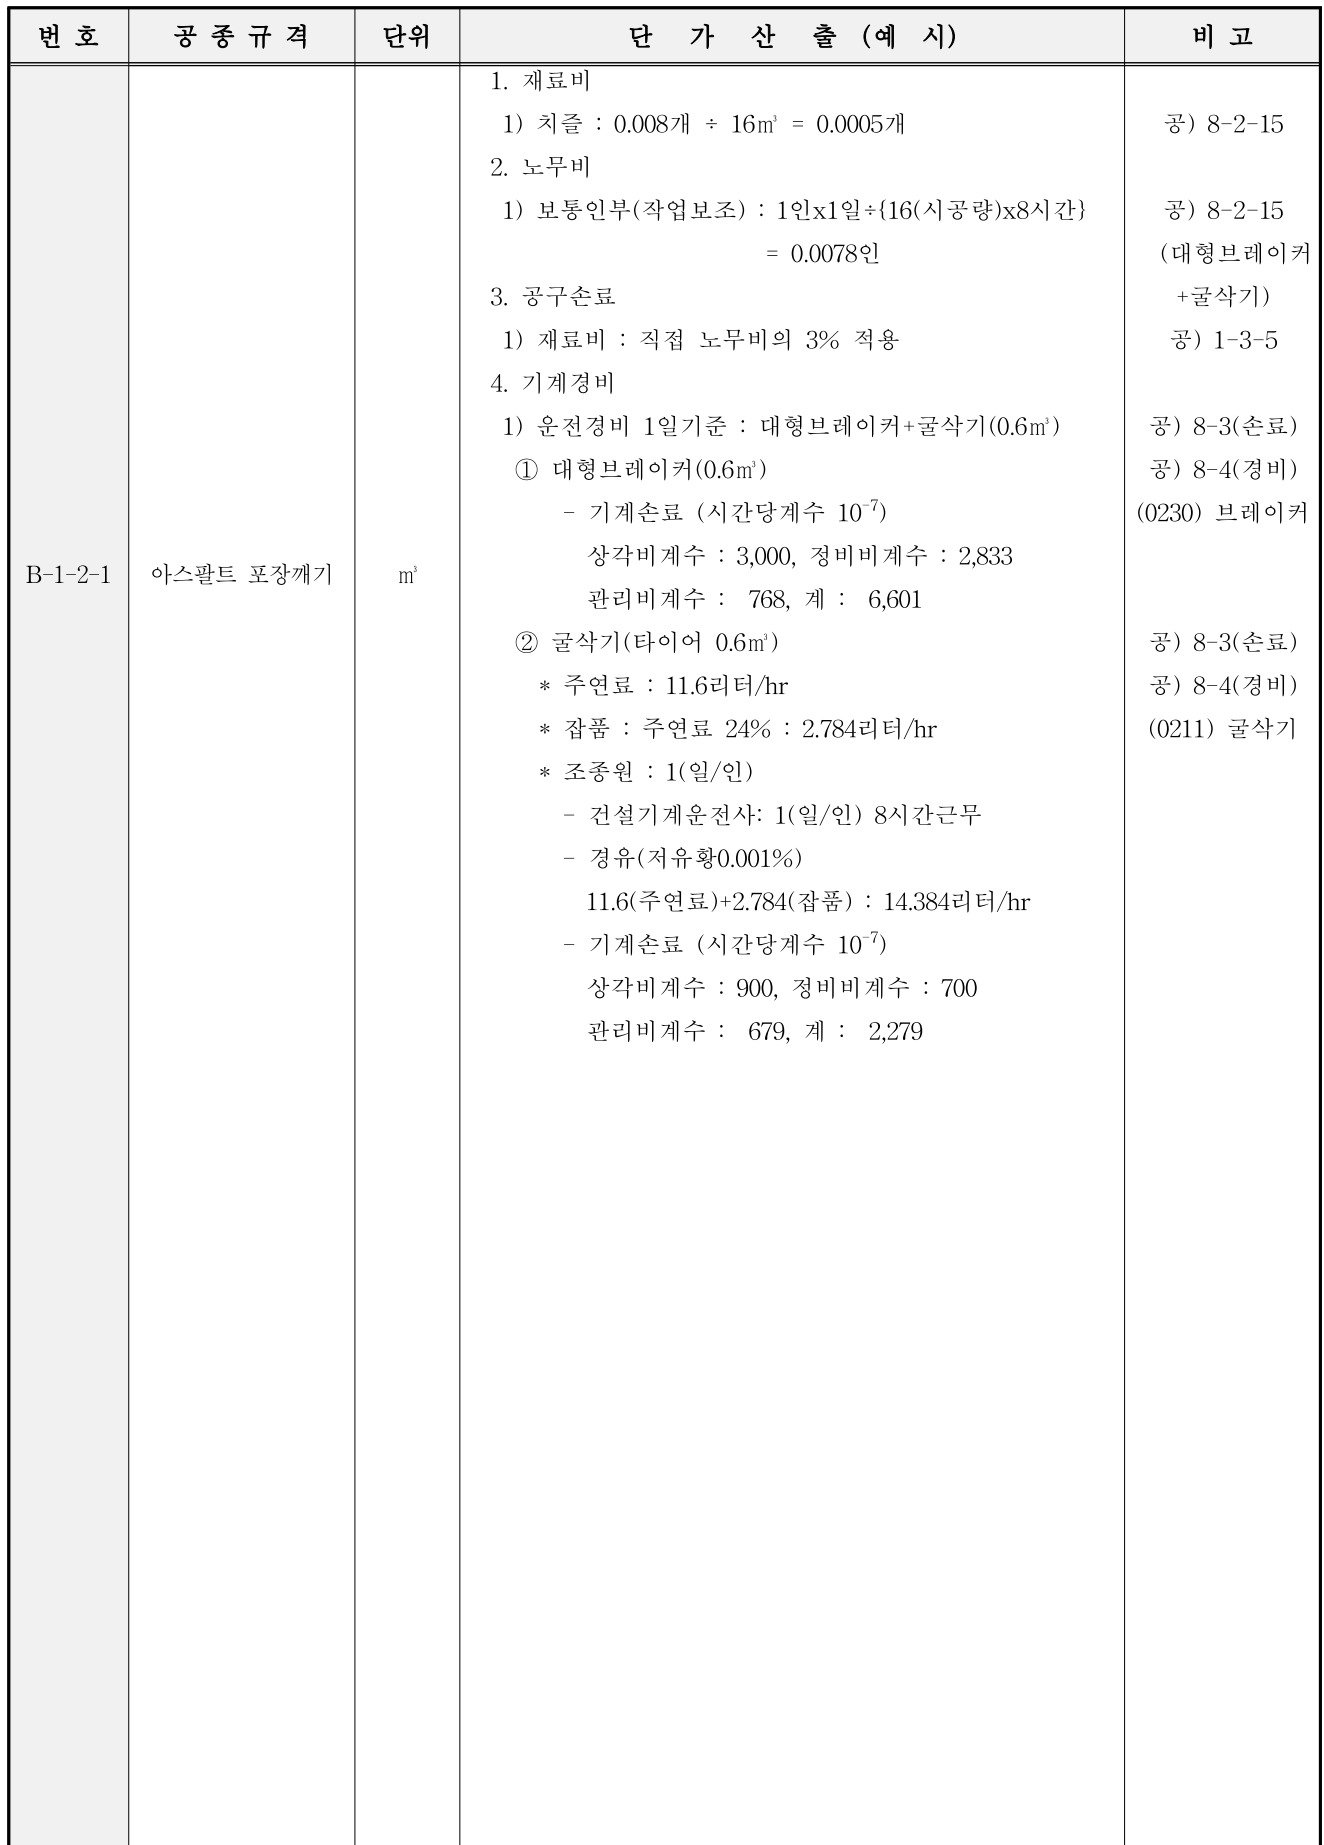 번 호 공 종 규 격 단위 단 가 산 출 (예 시) 비 고
1. 재료비
1) 치즐 : 0.008개 ÷ 16㎥ = 0.0005개 공) 8-2-15
2. 노무비
1) 보통인부(작업보조) : 1인x1일÷{16(시공량)x8시간} 공) 8-2-15
= 0.0078인 (대형브레이커
3. 공구손료 +굴삭기)
1) 재료비 : 직접 노무비의 3% 적용 공) 1-3-5
4. 기계경비
1) 운전경비 1일기준 : 대형브레이커+굴삭기(0.6㎥) 공) 8-3(손료)
① 대형브레이커(0.6㎥) 공) 8-4(경비)
- 기계손료 (시간당계수 10⁻⁷) (0230) 브레이커
상각비계수 : 3,000, 정비비계수 : 2,833
B-1-2-1 아스팔트 포장깨기 ㎥
관리비계수 : 768, 계 : 6,601
② 굴삭기(타이어 0.6㎥) 공) 8-3(손료)
* 주연료 : 11.6리터/hr 공) 8-4(경비)
* 잡품 : 주연료 24% : 2.784리터/hr (0211) 굴삭기
* 조종원 : 1(일/인)
- 건설기계운전사: 1(일/인) 8시간근무
- 경유(저유황0.001%)
11.6(주연료)+2.784(잡품) : 14.384리터/hr
- 기계손료 (시간당계수 10⁻⁷)
상각비계수 : 900, 정비비계수 : 700
관리비계수 : 679, 계 : 2,279